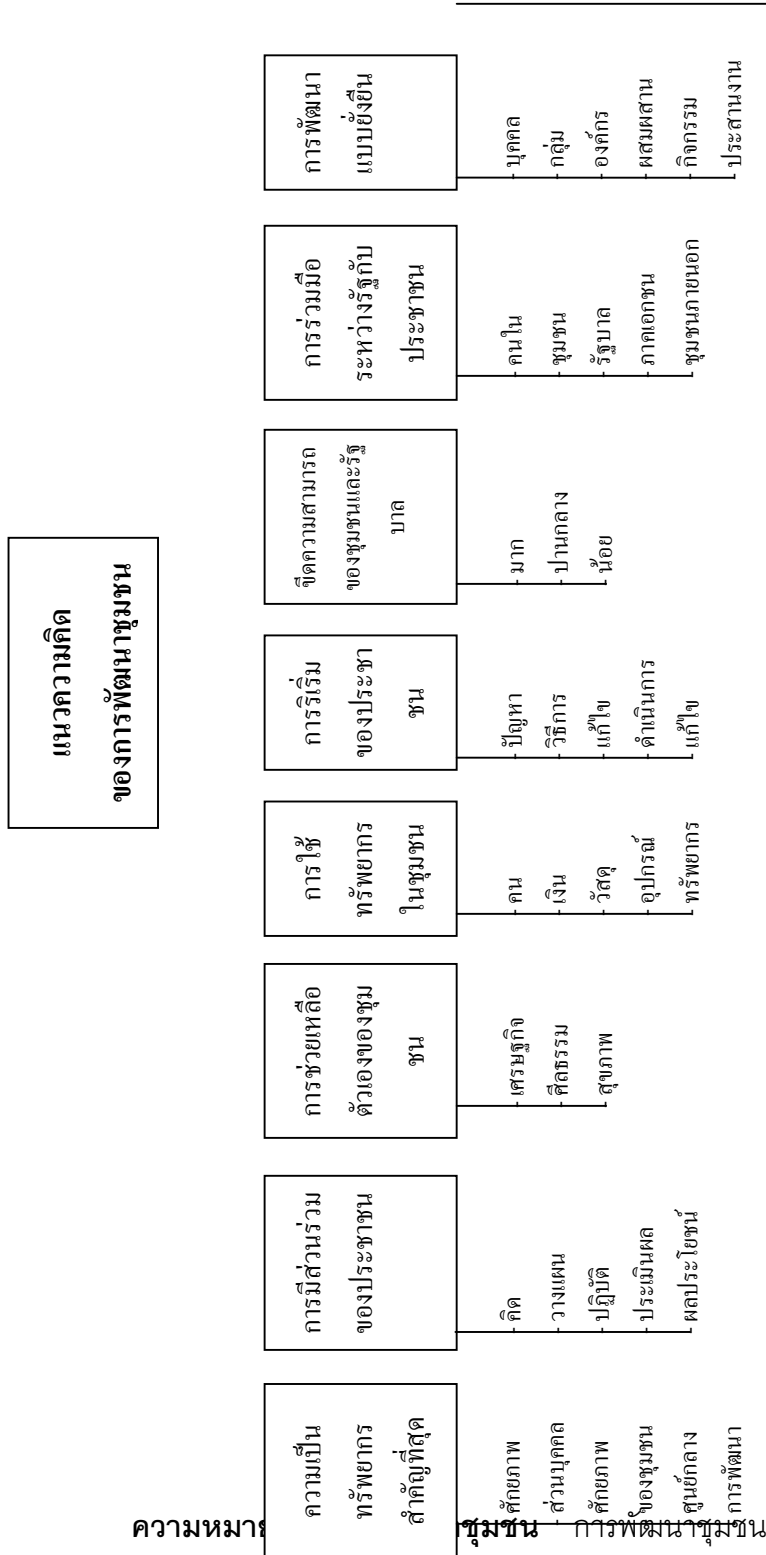 แนวความคิด
ของการพัฒนาชุมชน
ความเป็น
ทรัพยากร
สำคัญที่สุด
ศักยภาพ
ส่วนบุคคล
ศักยภาพ
ของชุมชน
ศูนย์กลาง
การพัฒนา
การมีส่วนร่วม
ของประชาชน
คิด
วางแผน
ปฏิบัติ
ประเมินผล
ผลประโยชน์
การช่วยเหลือ
ตัวเองของชุม
ชน
เศรษฐกิจ
ศีลธรรม
สุขภาพ
การใช้
ทรัพยากร
ในชุมชน
คน
เงิน
วัสดุ
อุปกรณ์
ทรัพยากร
การริเริ่ม
ของประชา
ชน
ปัญหา
วิธีการ
แก้ไข
ดำเนินการ
แก้ไข
ขีดความสามารถ
ของชุมชนและรัฐ
บาล
มาก
ปานกลาง
น้อย
การร่วมมือ
ระหว่างรัฐกับ
ประชาชน
คนใน
ชุมชน
รัฐบาล
ภาคเอกชน
ชุมชนภายนอก
การพัฒนา
แบบยั่งยืน
บุคคล
กลุ่ม
องค์กร
ผสมผสาน
กิจกรรม
ประสานงาน
ชุมชน การพัฒนาชุมชน